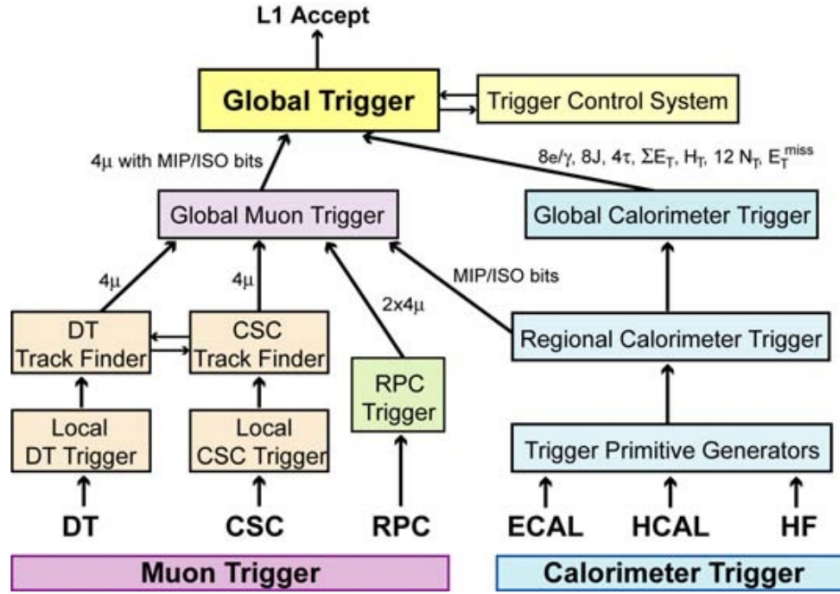 L1 Accept
Global Trigger
Trigger Control System
4μ with MIP/ISO bits
8e/γ, 8J, 4τ, ΣE_T, H_T, 12 N_T, E_T^miss
Global Muon Trigger
Global Calorimeter Trigger
4μ
4μ
2x4μ
MIP/ISO bits
DT
Track Finder
CSC
Track Finder
Regional Calorimeter Trigger
RPC
Trigger
Local
DT Trigger
Local
CSC Trigger
Trigger Primitive Generators
DT
CSC
RPC
ECAL
HCAL
HF
Muon Trigger
Calorimeter Trigger